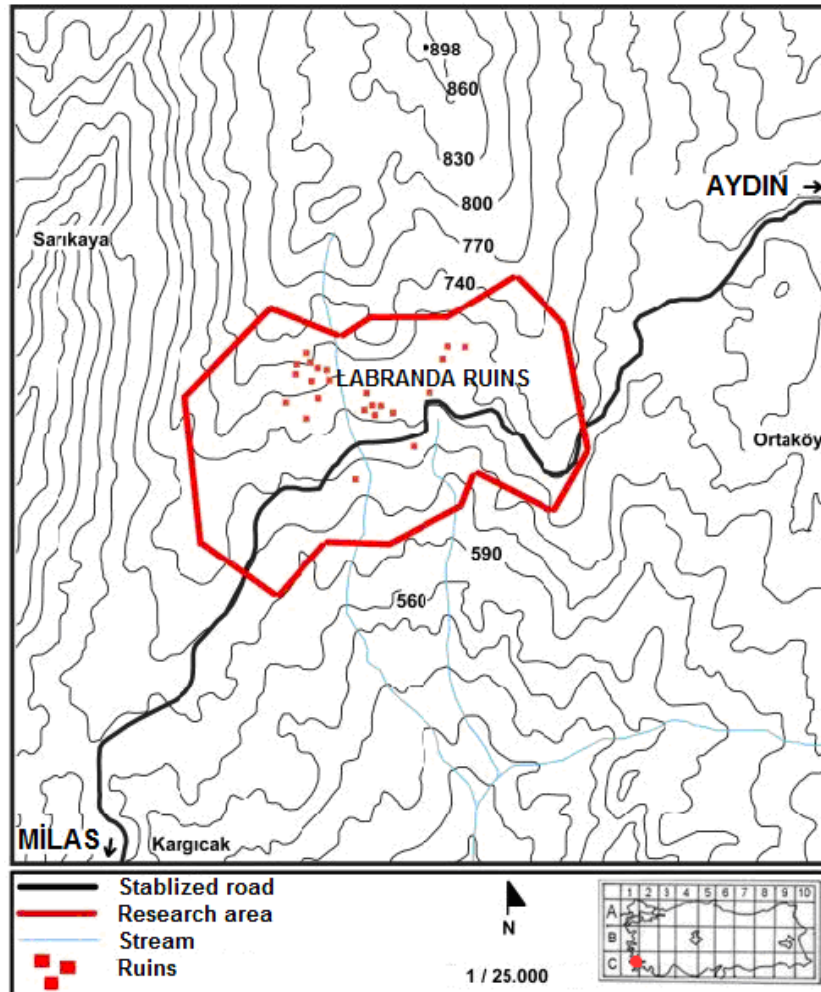 898
860
830
AYDIN
800
Sarıkaya
770
740
LABRANDA RUINS
Ortaköy
590
560
MİLAS
Kargıcak
Stablized road
Research area
Stream
Ruins
N
1 / 25.000
1 2 3 4 5 6 7 8 9 10
A
B
C